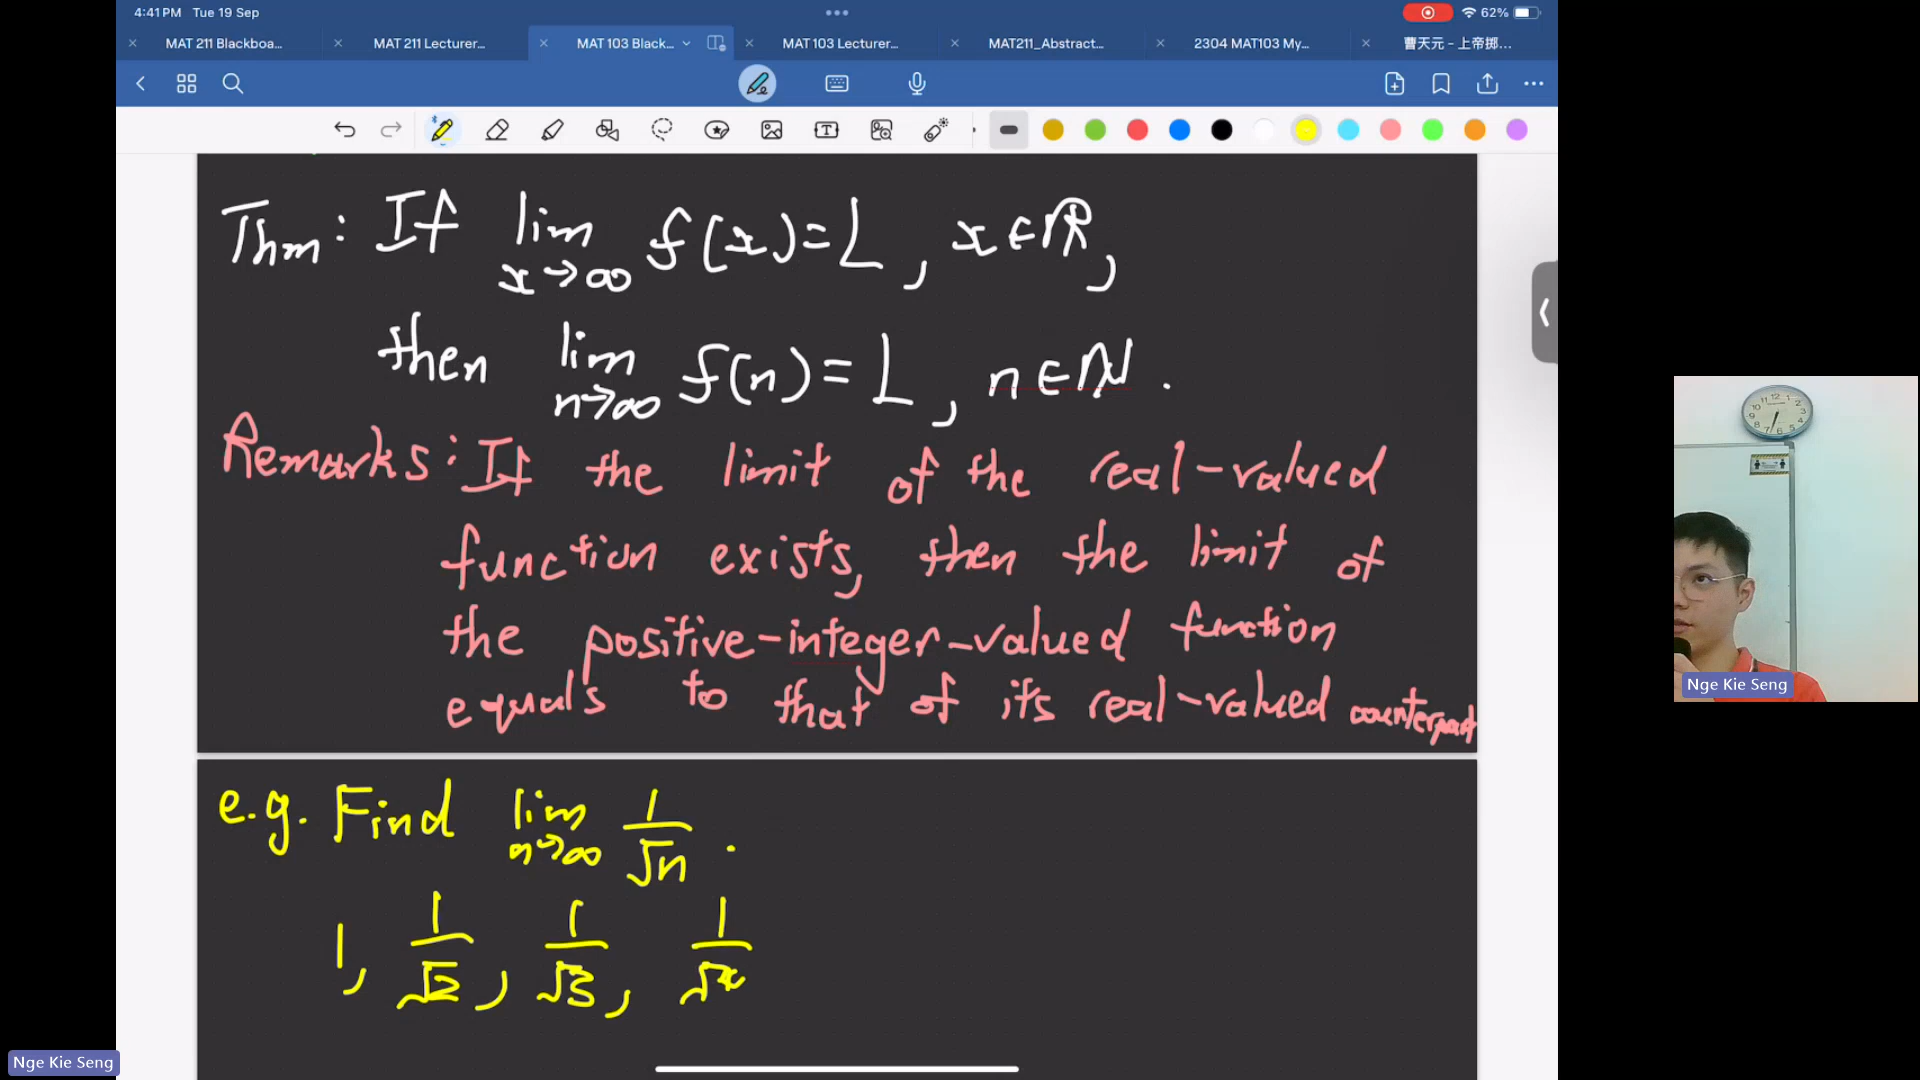 4:41 PM Tue 19 Sep
62%
MAT 211 Blackboa...
MAT 211 Lecturer...
MAT 103 Black...
MAT 103 Lecturer...
MAT211_Abstract...
2304 MAT103 My...
曹天元 - 上帝掷...
Thm: If lim x→∞ f(x)=L, x∈ℝ,
then lim n→∞ f(n)=L, n∈ℕ.
Remarks: If the limit of the real-valued
function exists, then the limit of
the positive-integer-valued function
equals to that of its real-valued counterpart
e.g. Find lim n→∞ 1/√n .
1, 1/√2, 1/√3, 1/√x
Nge Kie Seng
Nge Kie Seng